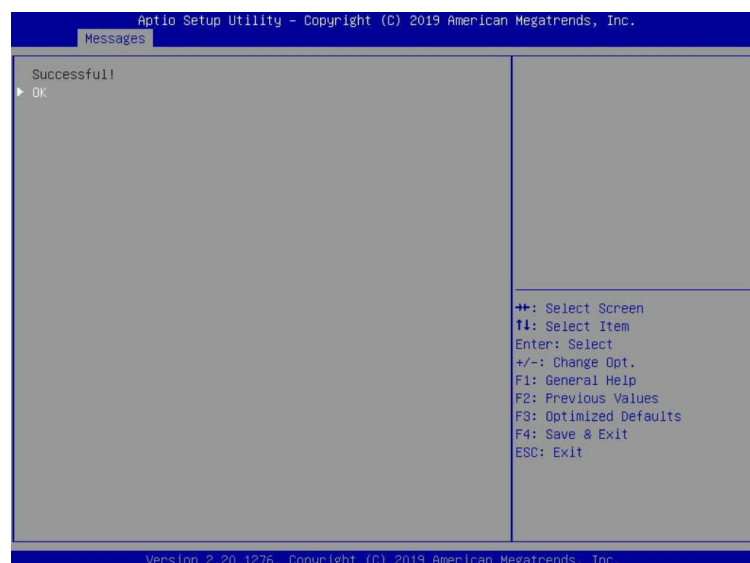 Aptio Setup Utility – Copyright (C) 2019 American Megatrends, Inc.
Messages
Successful!
OK
→←: Select Screen
↑↓: Select Item
Enter: Select
+/-: Change Opt.
F1: General Help
F2: Previous Values
F3: Optimized Defaults
F4: Save & Exit
ESC: Exit
Version 2.20.1276. Copyright (C) 2019 American Megatrends, Inc.